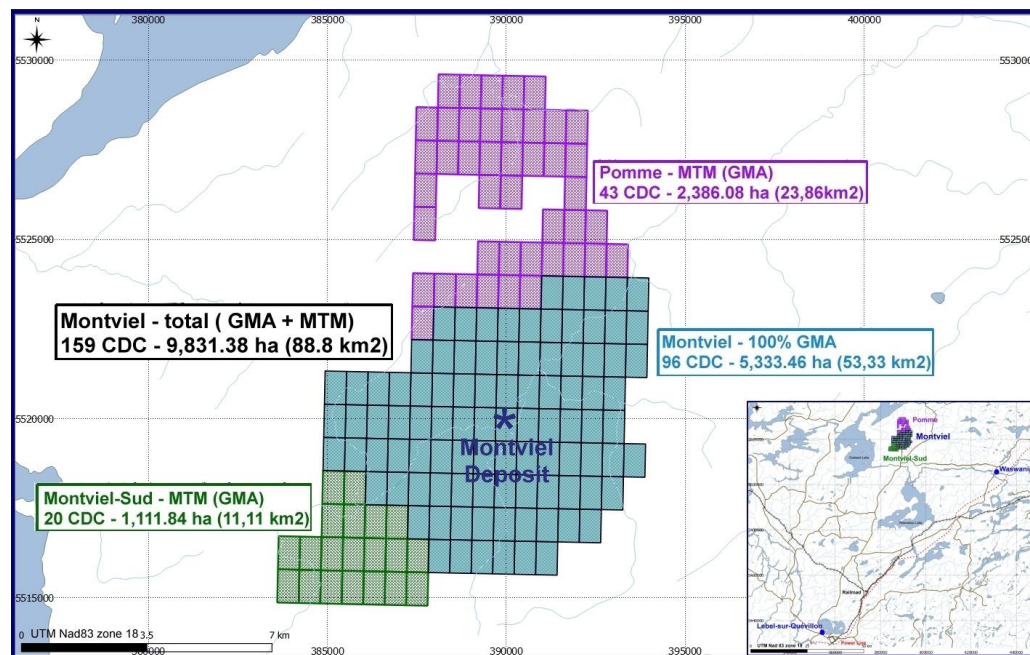 380000 385000 390000 395000 400000
N
5530000 5530000
Pomme - MTM (GMA)
43 CDC - 2,386.08 ha (23,86km2)
5525000 5525000
Montviel - total ( GMA + MTM)
159 CDC - 9,831.38 ha (88.8 km2)
Montviel - 100% GMA
96 CDC - 5,333.46 ha (53,33 km2)
5520000
*
Montviel
Deposit
Montviel-Sud - MTM (GMA)
20 CDC - 1,111.84 ha (11,11 km2)
5515000
0 UTM Nad83 zone 18 3.5 7 km
380000 385000 390000 395000
Pomme
Montviel
Montviel-Sud
Waswanipi
Railroad
Lebel-sur-Quévillon
Power Line
UTM Nad 83 zone 18